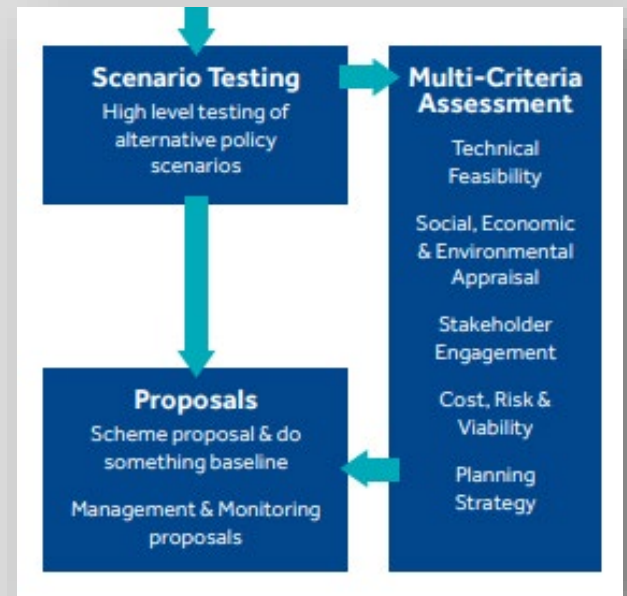 Scenario Testing
High level testing of
alternative policy
scenarios
Multi-Criteria
Assessment
Technical
Feasibility
Social, Economic
& Environmental
Appraisal
Stakeholder
Engagement
Cost, Risk &
Viability
Planning
Strategy
Proposals
Scheme proposal & do
something baseline
Management & Monitoring
proposals